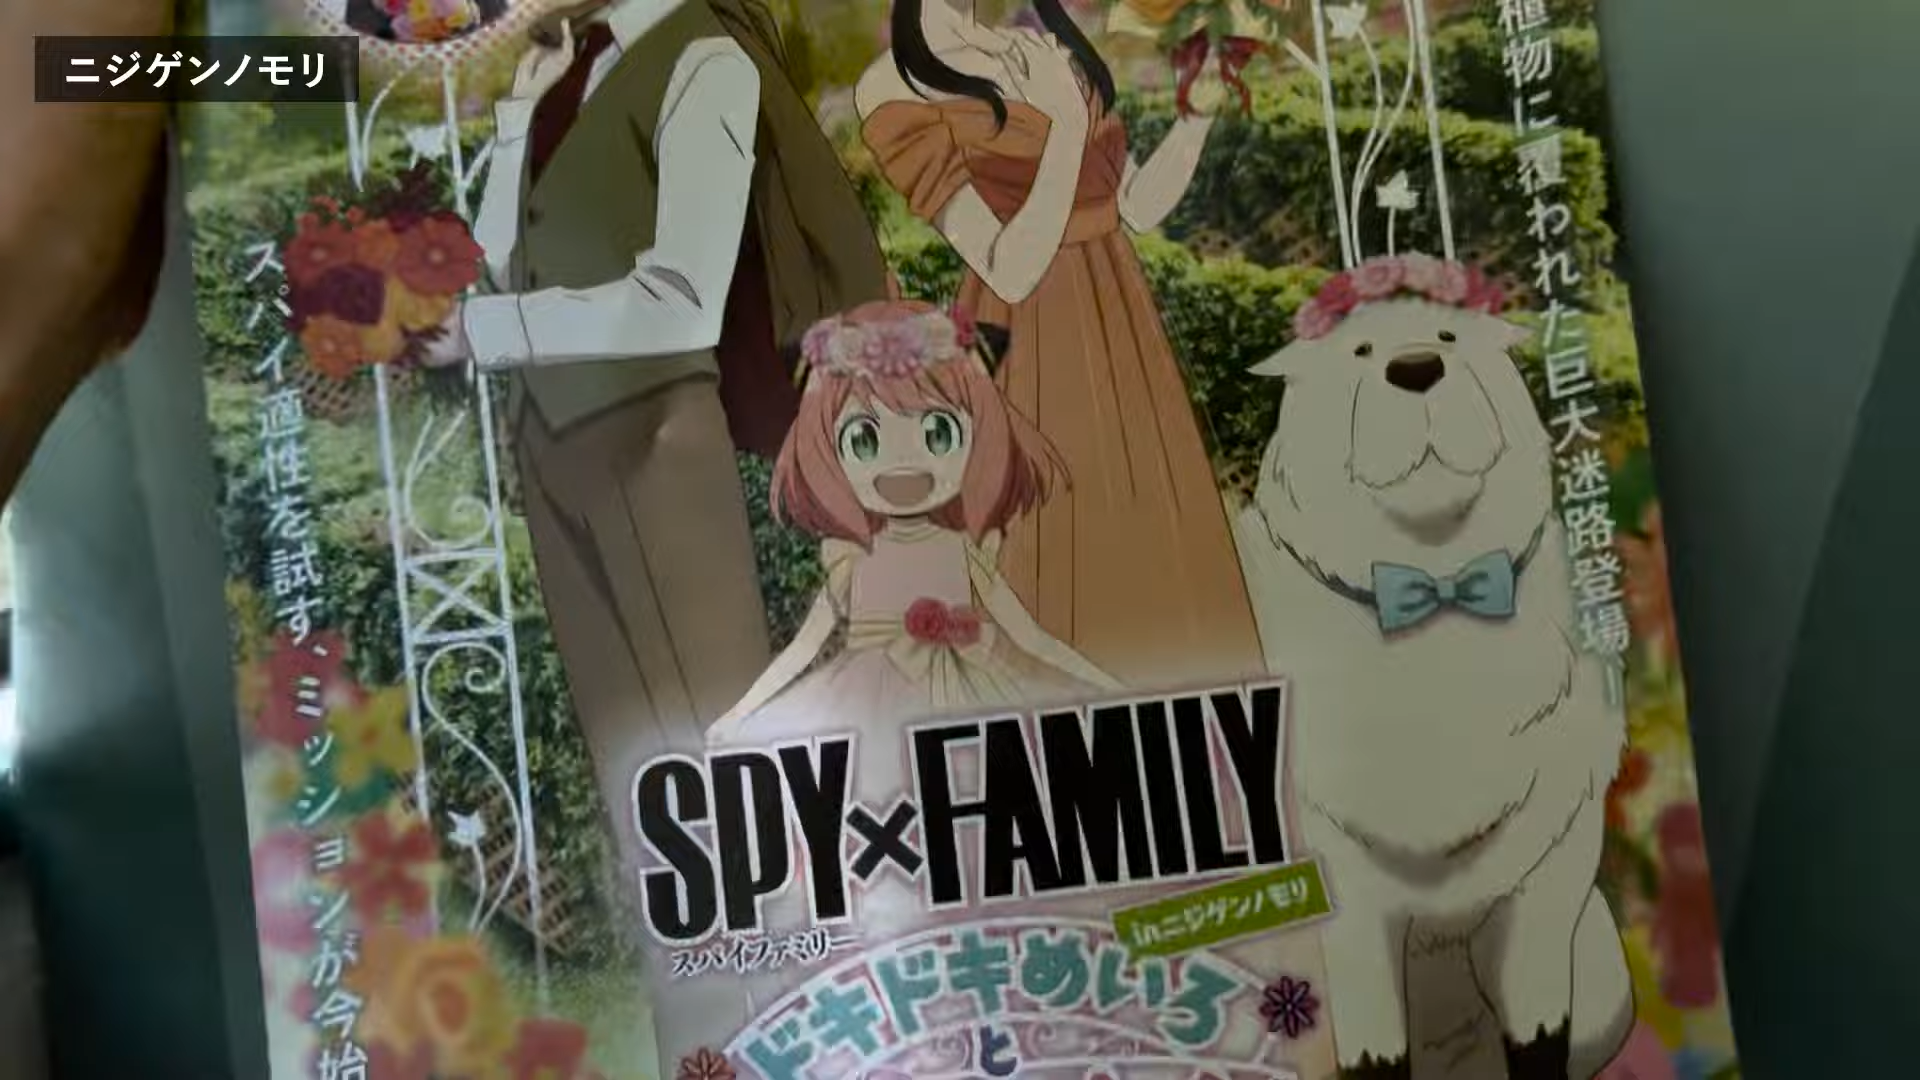 ニジゲンノモリ
植物に覆われた巨大迷路登場―
スパイ適性を試す、ミッションが今始
SPY×FAMILY
スパイファミリー
inニジゲンノモリ
ドキドキめいろ
と